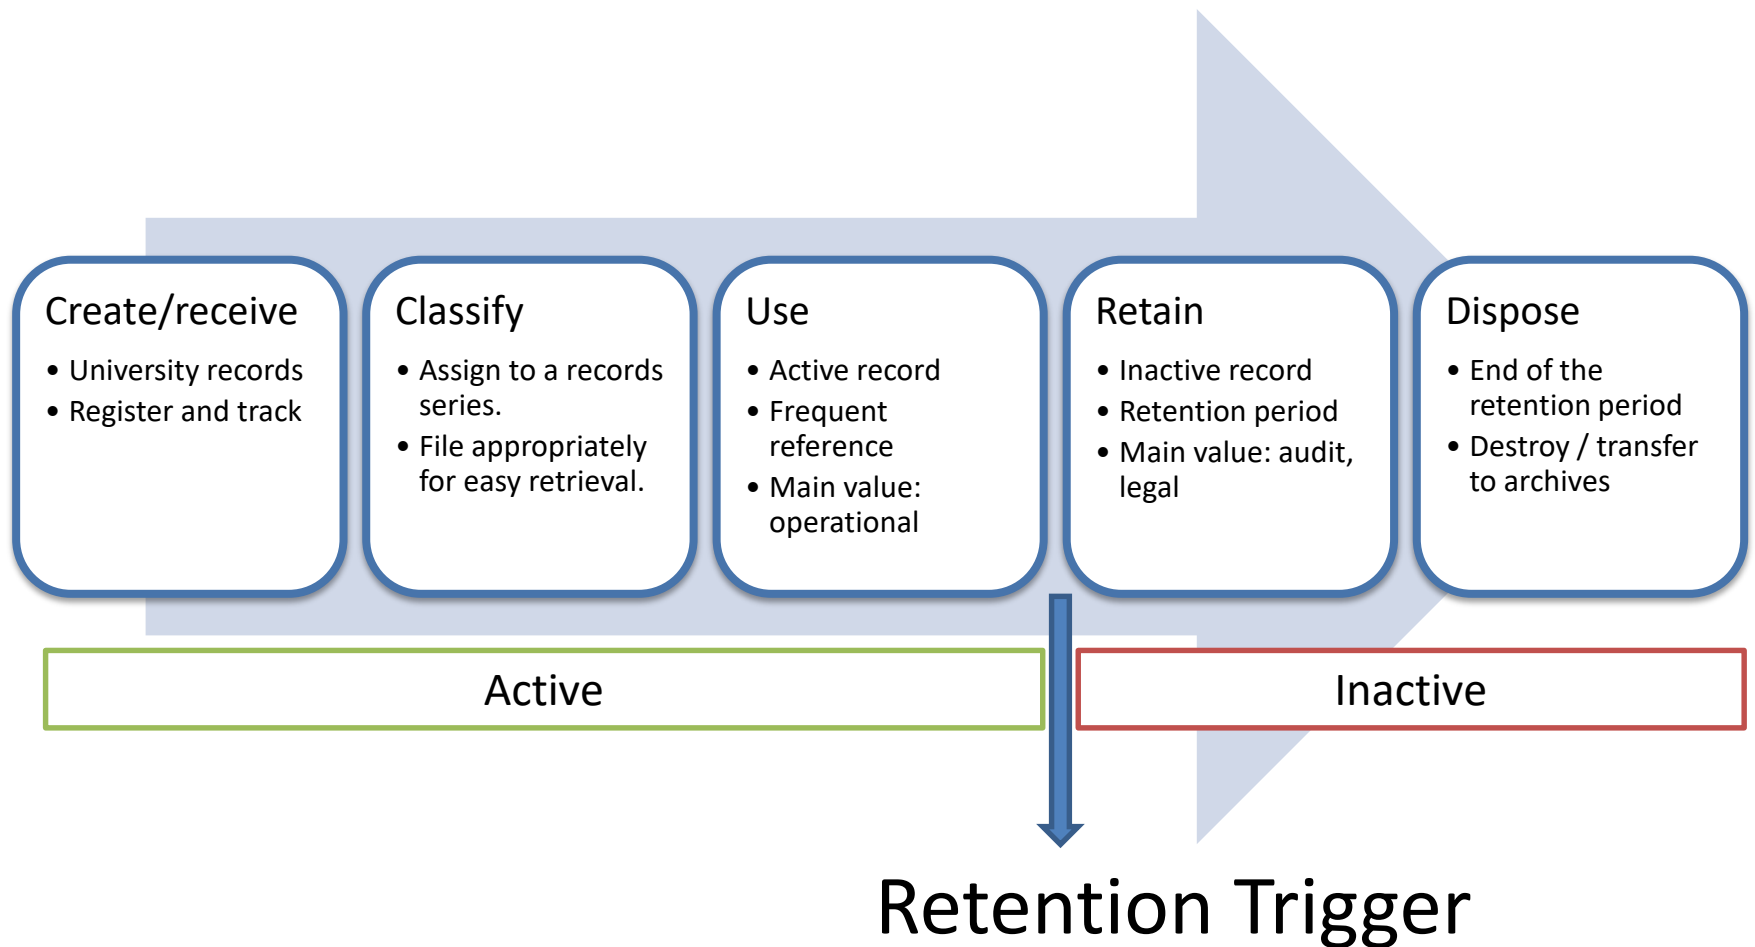 Create/receive
• University records
• Register and track
Classify
• Assign to a records
series.
• File appropriately
for easy retrieval.
Use
• Active record
• Frequent
reference
• Main value:
operational
Retain
• Inactive record
• Retention period
• Main value: audit,
legal
Dispose
• End of the
retention period
• Destroy / transfer
to archives
Active
Inactive
Retention Trigger